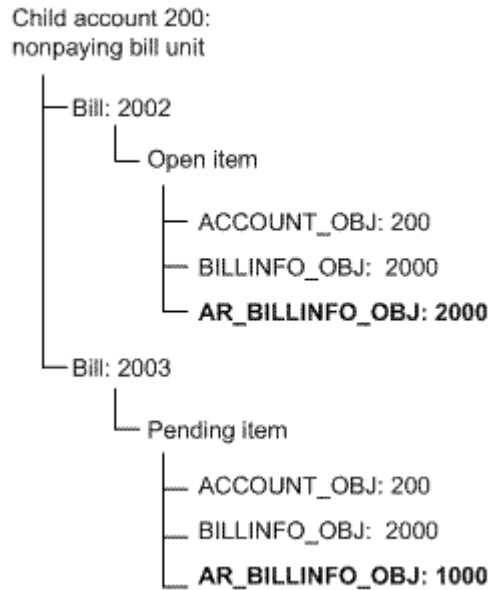 Child account 200:
nonpaying bill unit
Bill: 2002
Open item
ACCOUNT_OBJ: 200
BILLINFO_OBJ: 2000
AR_BILLINFO_OBJ: 2000
Bill: 2003
Pending item
ACCOUNT_OBJ: 200
BILLINFO_OBJ: 2000
AR_BILLINFO_OBJ: 1000